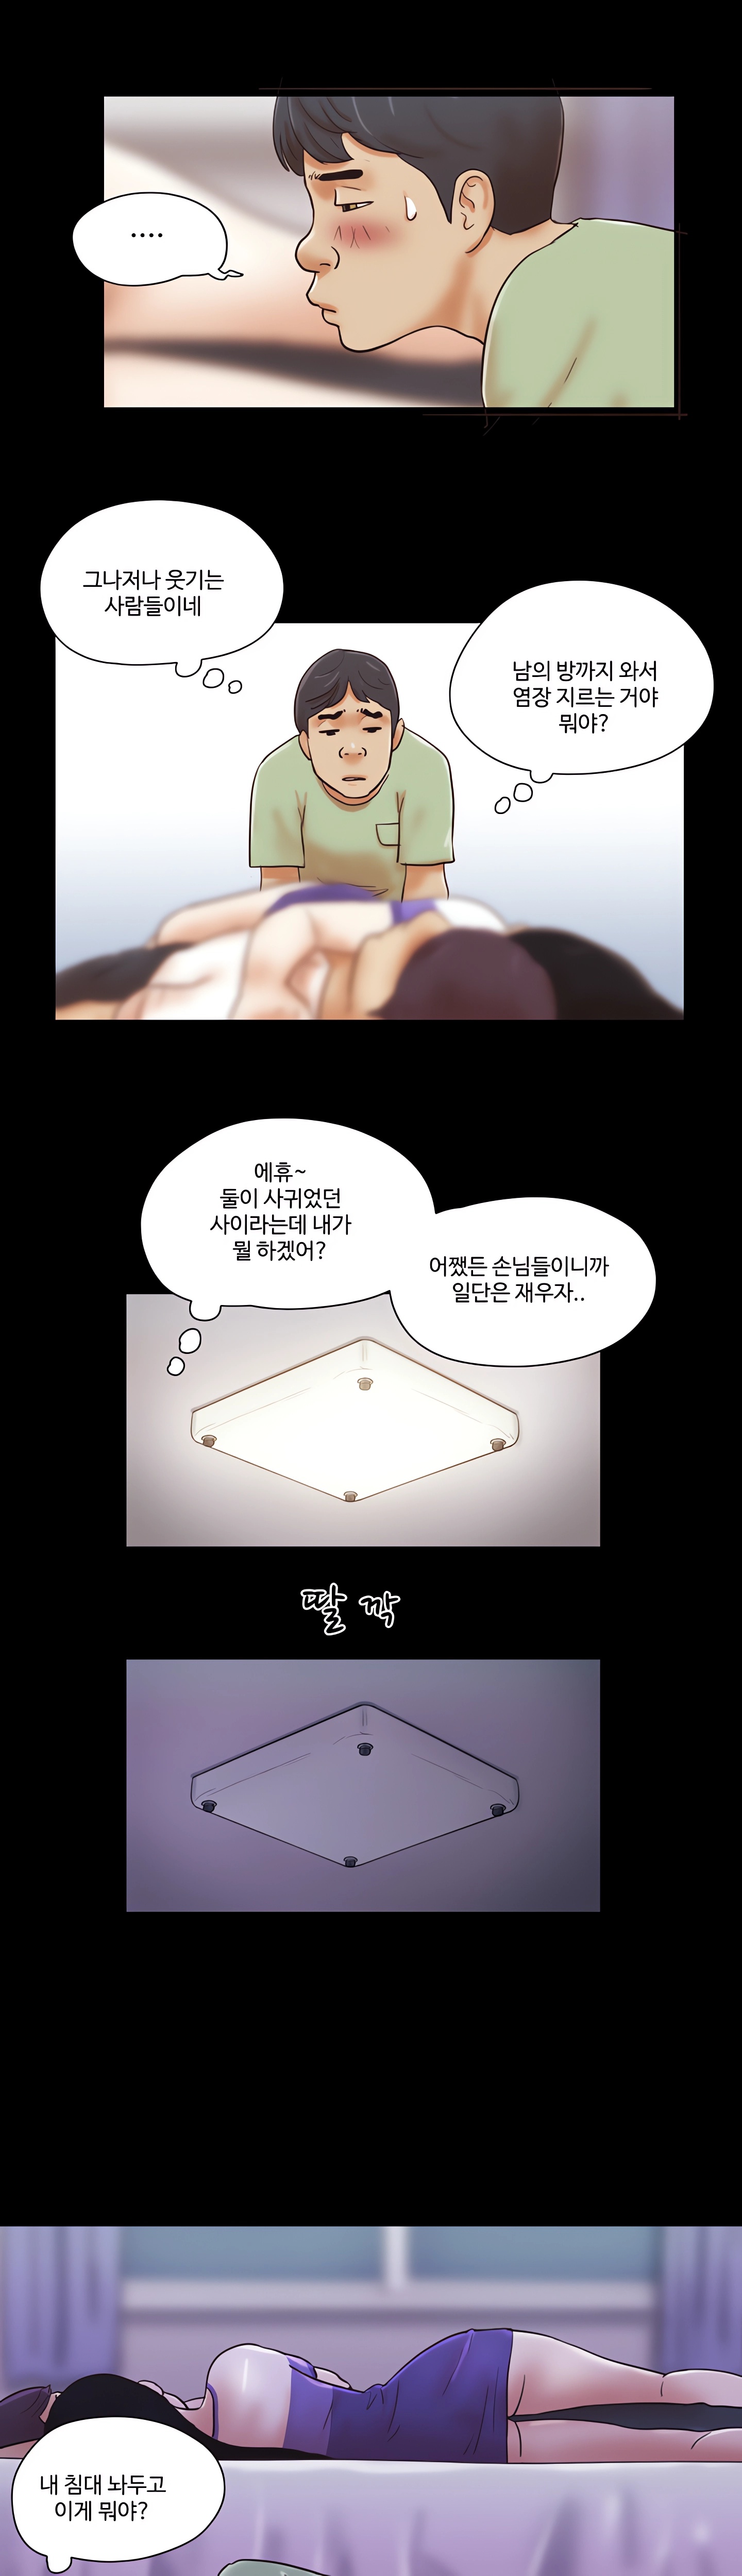 ....
그나저나 웃기는
사람들이네
남의 방까지 와서
염장 지르는 거야
뭐야?
에휴~
둘이 사귀었던
사이라는데 내가
뭘 하겠어?
어쨌든 손님들이니까
일단은 재우자..
딸깍
내 침대 놔두고
이게 뭐야?